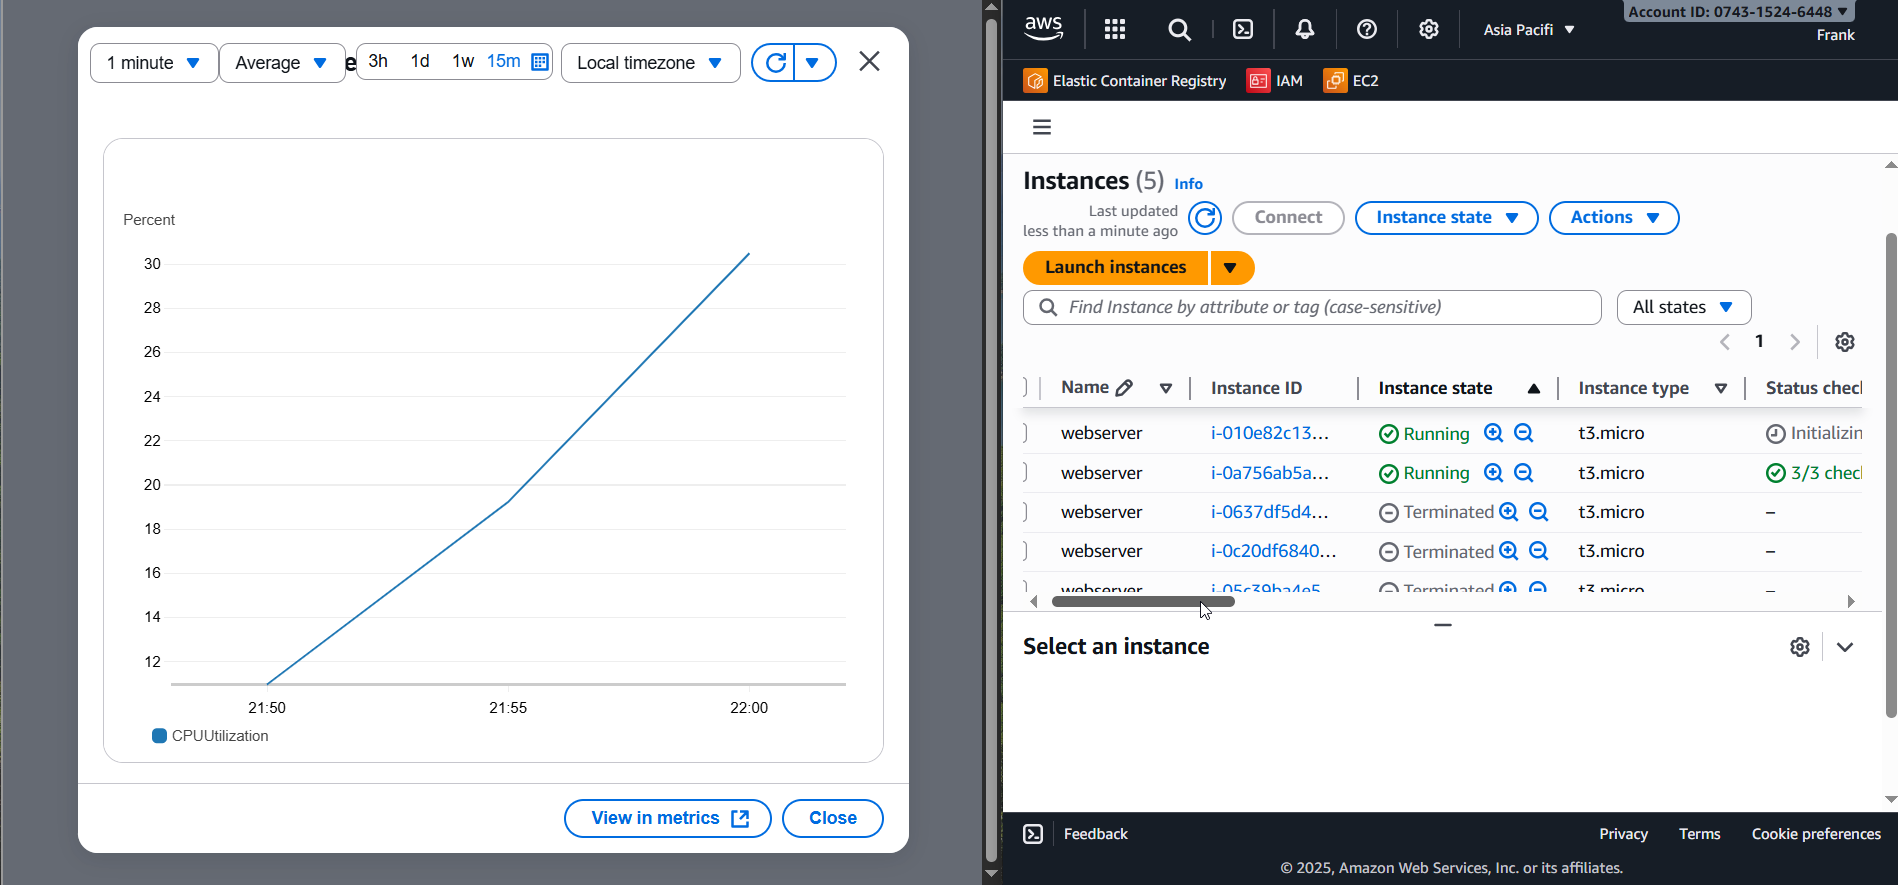 1 minute
Average
e
3h
1d
1w
15m
Local timezone
Percent
30
28
26
24
22
20
18
16
14
12
21:50
21:55
22:00
CPUUtilization
View in metrics
Close
aws
Asia Pacifi
Account ID: 0743-1524-6448
Frank
Elastic Container Registry
IAM
EC2
Instances (5) Info
Last updated
less than a minute ago
Connect
Instance state
Actions
Launch instances
Find Instance by attribute or tag (case-sensitive)
All states
1
Name Instance ID Instance state Instance type Status check
webserver i-010e82c13... Running t3.micro Initializin
webserver i-0a756ab5a... Running t3.micro 3/3 chec
webserver i-0637df5d4... Terminated t3.micro –
webserver i-0c20df6840... Terminated t3.micro –
webserver i-05c39ba4e5 Terminated t3.micro –
Select an instance
Feedback
Privacy Terms Cookie preferences
© 2025, Amazon Web Services, Inc. or its affiliates.